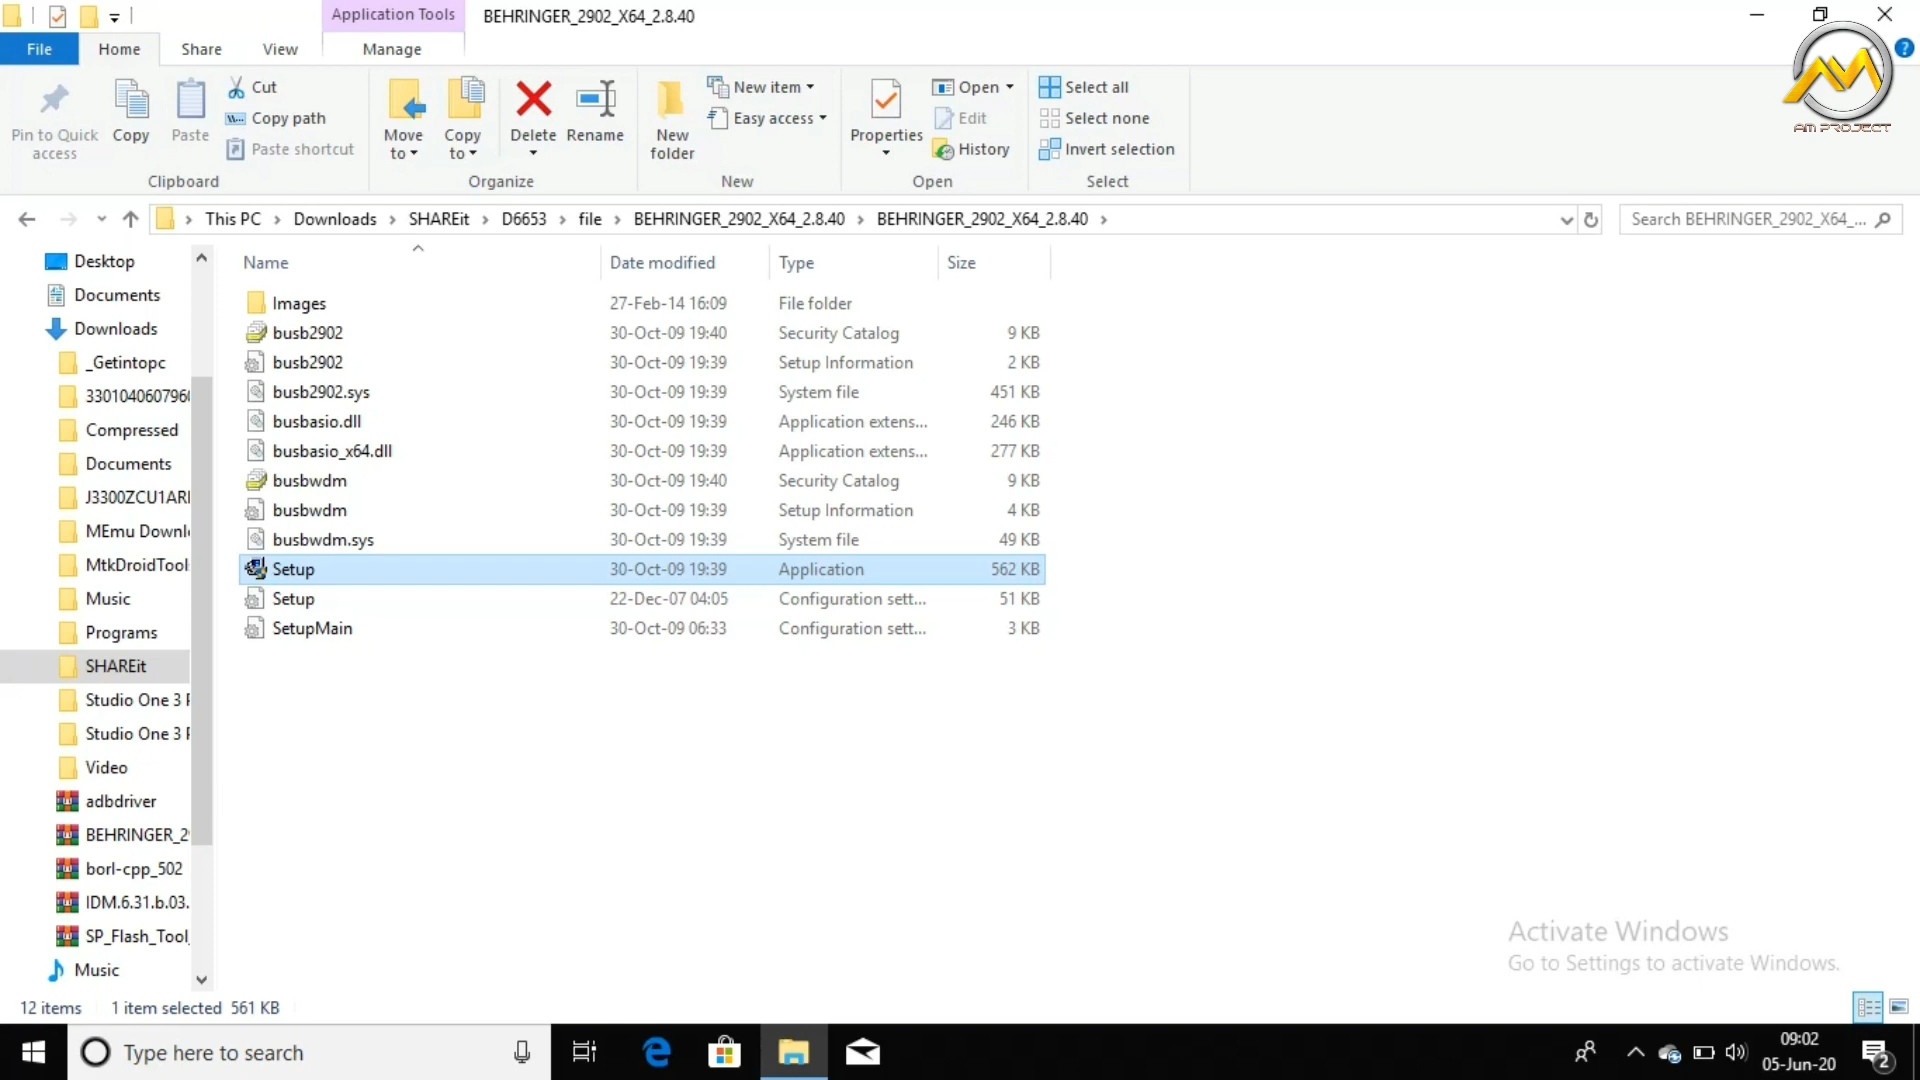 Application Tools
BEHRINGER_2902_X64_2.8.40
File
Home
Share
View
Manage
?
AM PROJECT
Pin to Quick
access
Copy
Paste
Cut
Copy path
Paste shortcut
Clipboard
Move
to
Copy
to
Delete
Rename
Organize
New
folder
New item
Easy access
New
Properties
Open
Edit
History
Open
Select all
Select none
Invert selection
Select
This PC > Downloads > SHAREit > D6653 > file > BEHRINGER_2902_X64_2.8.40 > BEHRINGER_2902_X64_2.8.40 >
Search BEHRINGER_2902_X64_...
Desktop
Documents
Downloads
_Getintopc
330104060796
Compressed
Documents
J3300ZCU1ARI
MEmu Downl
MtkDroidTool
Music
Programs
SHAREit
Studio One 3 F
Studio One 3 F
Video
adbdriver
BEHRINGER_2
borl-cpp_502
IDM.6.31.b.03.
SP_Flash_Tool_
Music
Name Date modified Type Size
Images 27-Feb-14 16:09 File folder
busb2902 30-Oct-09 19:40 Security Catalog 9 KB
busb2902 30-Oct-09 19:39 Setup Information 2 KB
busb2902.sys 30-Oct-09 19:39 System file 451 KB
busbasio.dll 30-Oct-09 19:39 Application extens... 246 KB
busbasio_x64.dll 30-Oct-09 19:39 Application extens... 277 KB
busbwdm 30-Oct-09 19:40 Security Catalog 9 KB
busbwdm 30-Oct-09 19:39 Setup Information 4 KB
busbwdm.sys 30-Oct-09 19:39 System file 49 KB
Setup 30-Oct-09 19:39 Application 562 KB
Setup 22-Dec-07 04:05 Configuration sett... 51 KB
SetupMain 30-Oct-09 06:33 Configuration sett... 3 KB
Activate Windows
Go to Settings to activate Windows.
12 items 1 item selected 561 KB
Type here to search
09:02
05-Jun-20
2